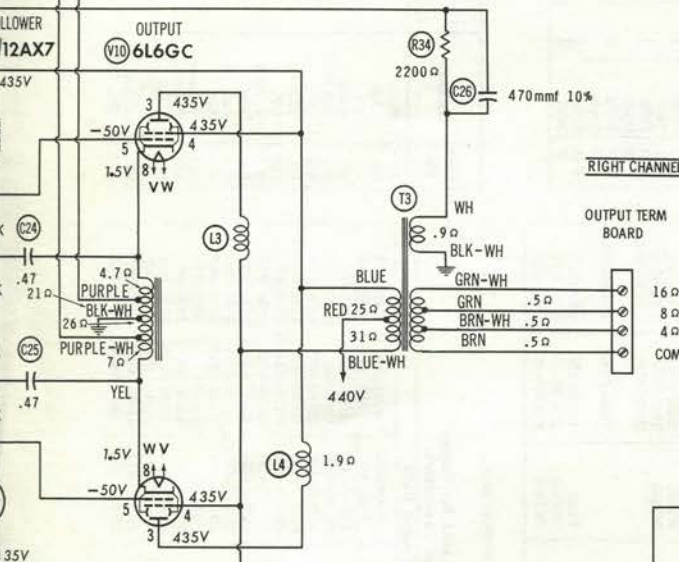 LLOWER
OUTPUT
12AX7
V10 6L6GC
R34
2200Ω
C26
470mmf 10%
435V
3 435V
-50V
435V
5
4
1.5V
8
V W
RIGHT CHANNE
T3
WH
OUTPUT TERM
BOARD
.9Ω
BLK-WH
C24
L3
.47
4.7Ω
21Ω
PURPLE
BLK-WH
26Ω
PURPLE-WH
7Ω
BLUE
RED 25Ω
31Ω
BLUE-WH
440V
GRN-WH
GRN .5Ω
BRN-WH .5Ω
BRN .5Ω
16Ω
8Ω
4Ω
COM
C25
.47
YEL
1.5V
W V
8
L4
1.9Ω
-50V
435V
5
4
3 435V
35V